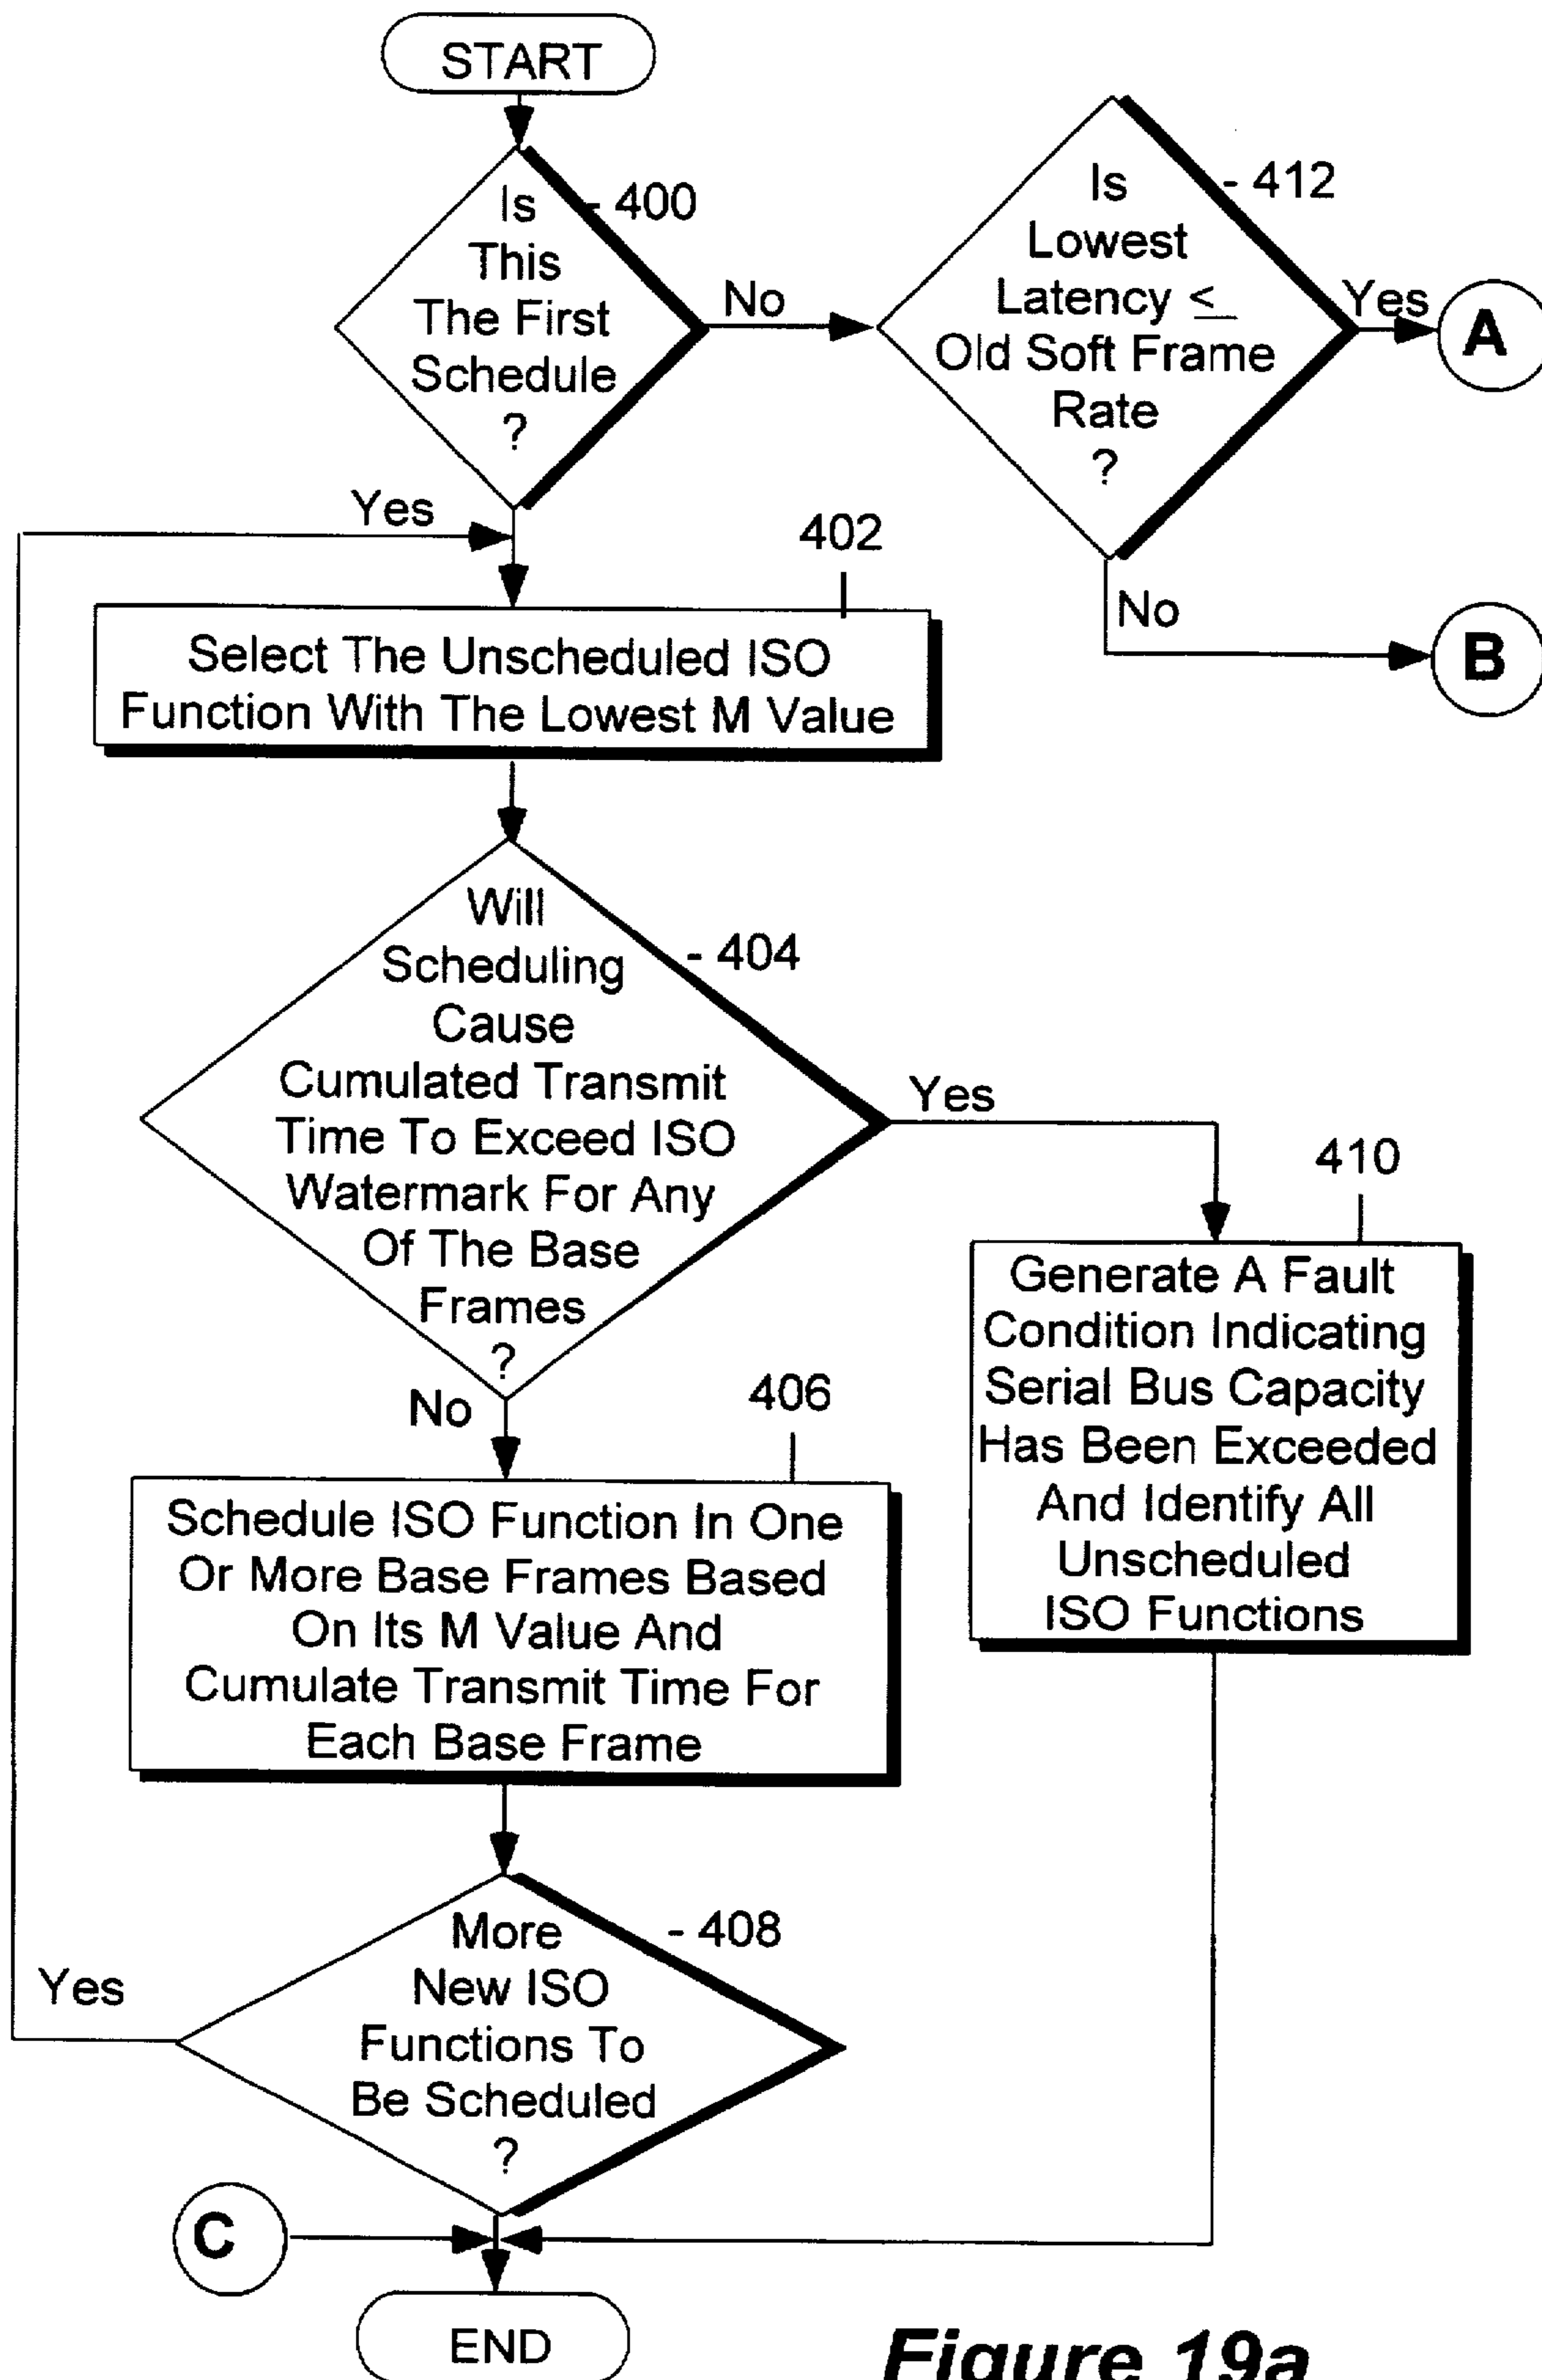 START
Is
This
The First
Schedule
?
- 400
No
Yes
Is
Lowest
Latency ≤
Old Soft Frame
Rate
?
- 412
Yes
A
No
B
402
Select The Unscheduled ISO
Function With The Lowest M Value
Will
Scheduling
Cause
Cumulated Transmit
Time To Exceed ISO
Watermark For Any
Of The Base
Frames
?
- 404
Yes
No
410
Generate A Fault
Condition Indicating
Serial Bus Capacity
Has Been Exceeded
And Identify All
Unscheduled
ISO Functions
406
Schedule ISO Function In One
Or More Base Frames Based
On Its M Value And
Cumulate Transmit Time For
Each Base Frame
More
New ISO
Functions To
Be Scheduled
?
- 408
Yes
C
END
Figure 19a